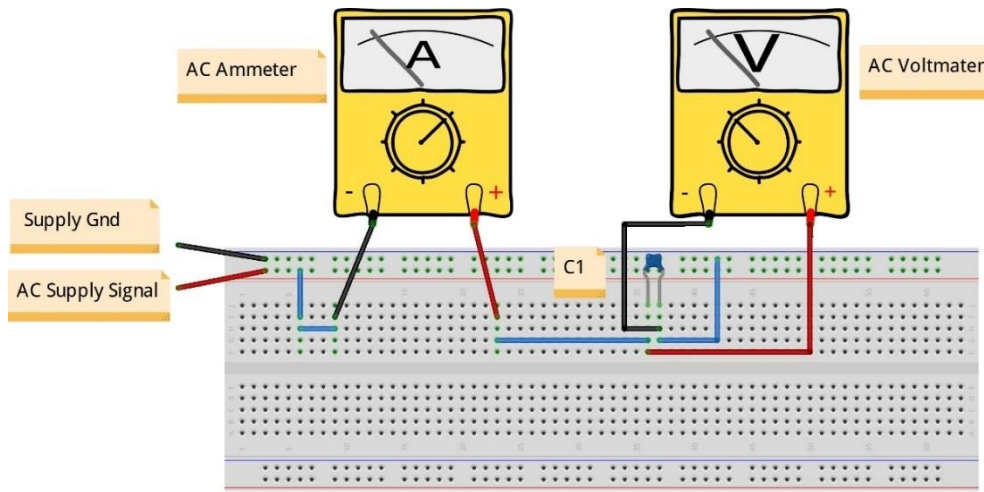 AC Ammeter
A
- +
V
- +
AC Voltmater
Supply Gnd
AC Supply Signal
C1